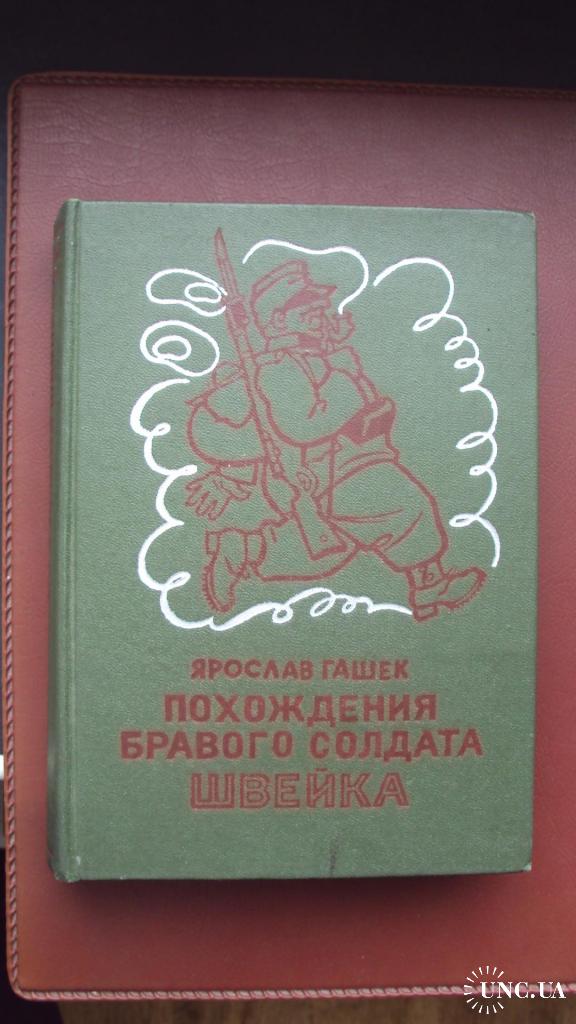 ЯРОСЛАВ ГАШЕК
ПОХОЖДЕНИЯ
БРАВОГО СОЛДАТА
ШВЕЙКА
UNC.UA